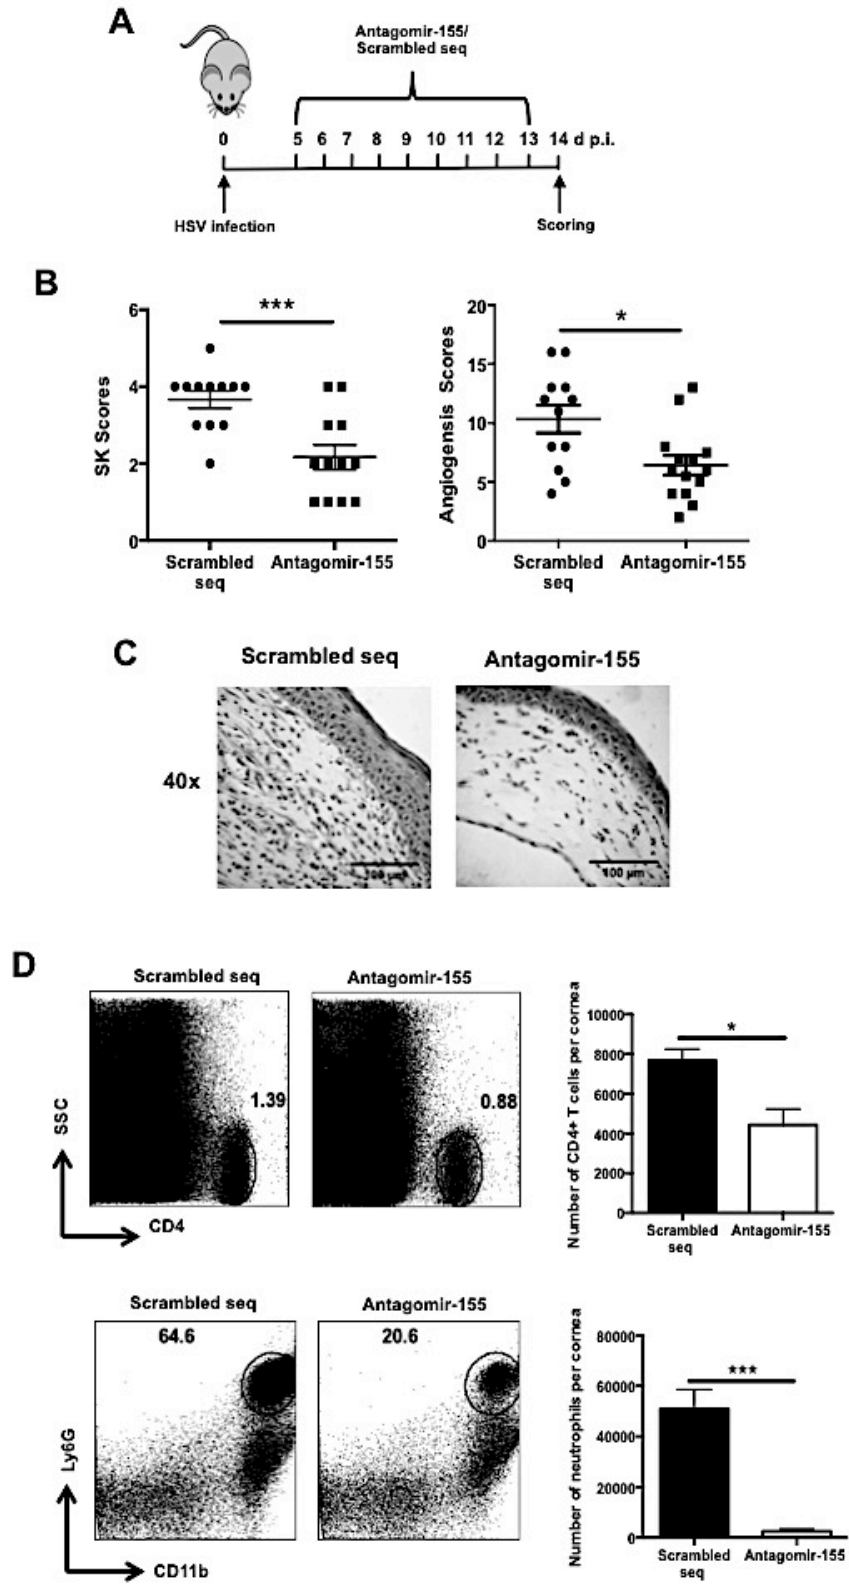 A
Antagomir-155/
Scrambled seq
0 5 6 7 8 9 10 11 12 13 14 d p.i.
HSV infection
Scoring
B
***
6
4
2
0
SK Scores
Scrambled
seq
Antagomir-155
*
20
15
10
5
0
Angiogensis Scores
Scrambled
seq
Antagomir-155
C
Scrambled seq
Antagomir-155
40x
100 µm
100 µm
D
Scrambled seq
Antagomir-155
1.39
0.88
SSC
CD4
Number of CD4+ T cells per cornea
10000
8000
6000
4000
2000
0
*
Scrambled
seq
Antagomir-155
Scrambled seq
Antagomir-155
64.6
20.6
Ly6G
CD11b
Number of neutrophils per cornea
80000
60000
40000
20000
0
***
Scrambled
seq
Antagomir-155